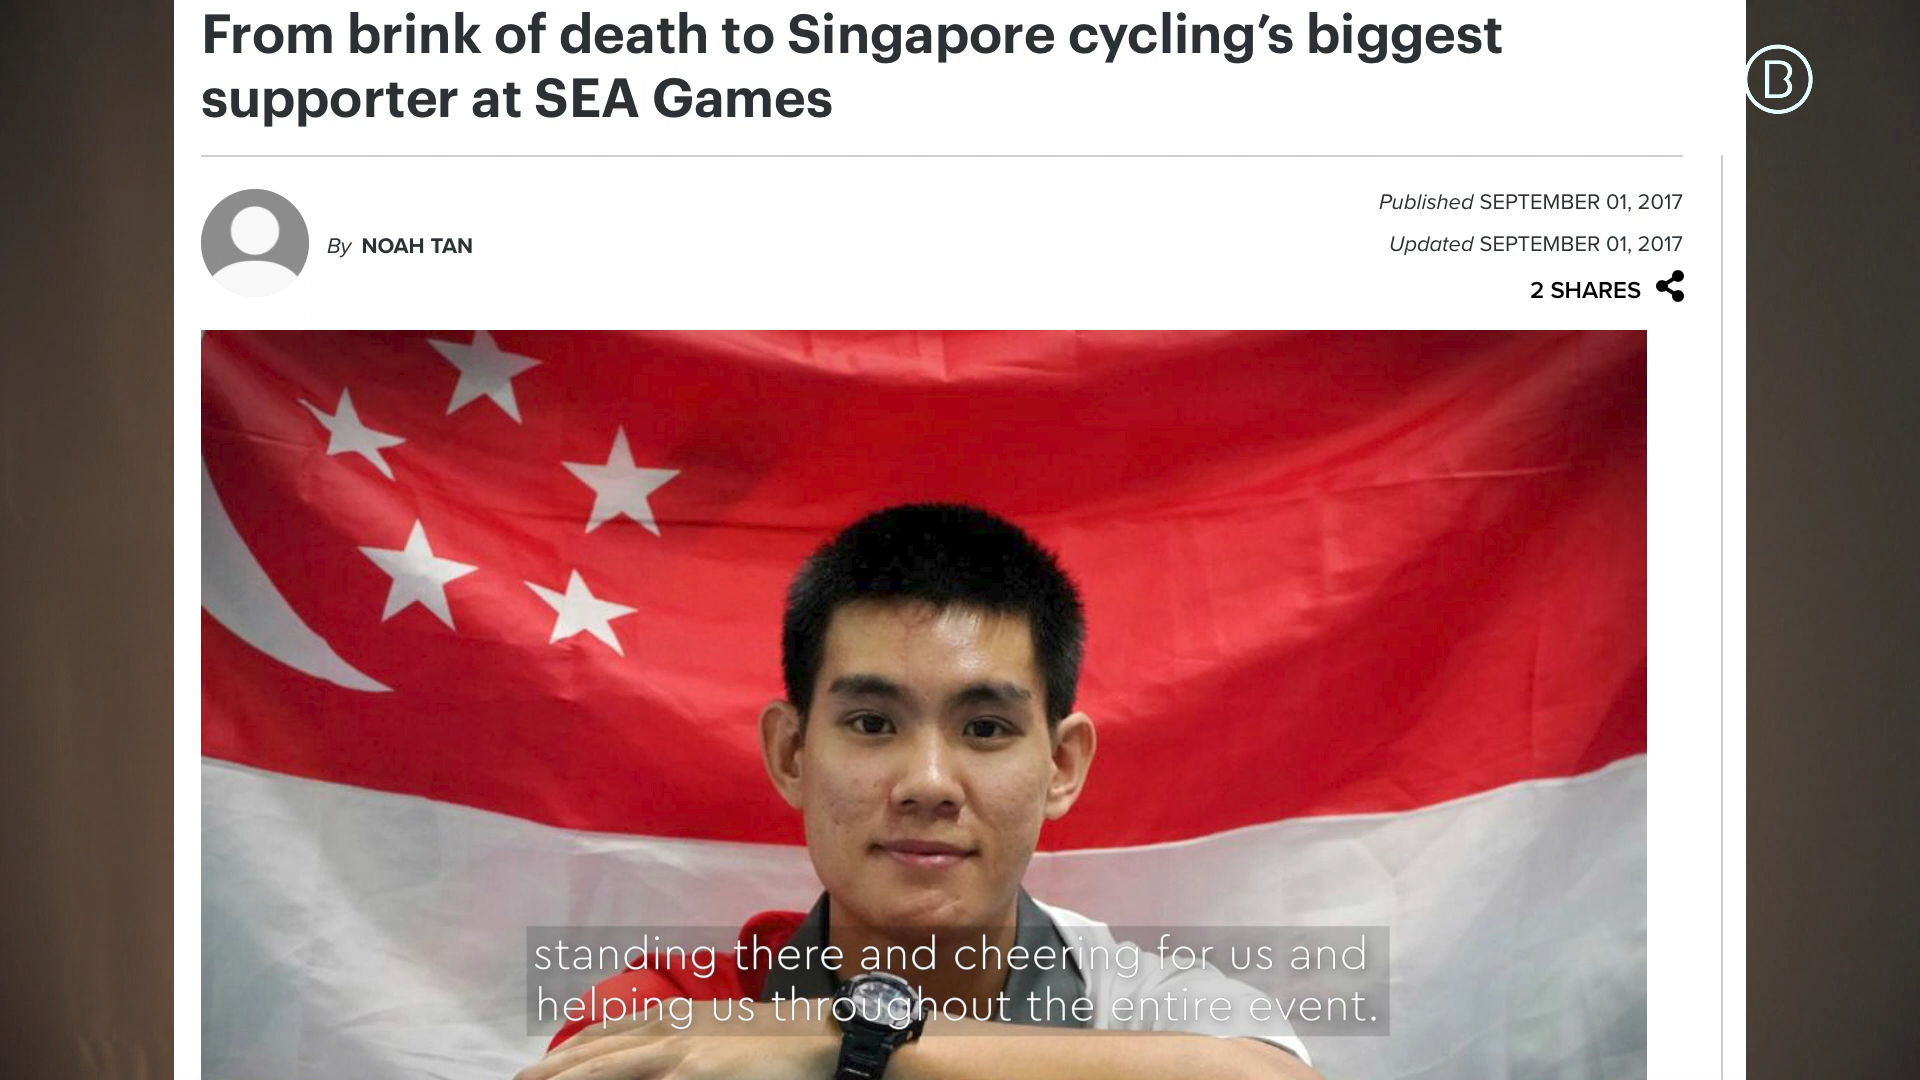 From brink of death to Singapore cycling’s biggest
supporter at SEA Games
B
By NOAH TAN
Published SEPTEMBER 01, 2017
Updated SEPTEMBER 01, 2017
2 SHARES
standing there and cheering for us and
helping us throughout the entire event.